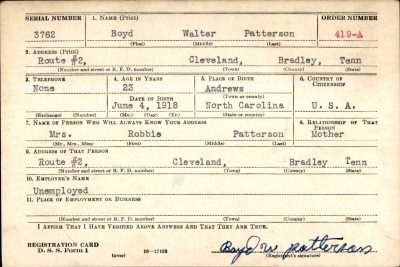 SERIAL NUMBER 1. NAME (Print) ORDER NUMBER
3762 Boyd Walter Patterson 419-A
(First) (Middle) (Last)
2. ADDRESS (Print)
Route #2, Cleveland, Bradley, Tenn
(Number and street or R. F. D. number) (Town) (County) (State)
3. TELEPHONE 4. AGE IN YEARS 5. PLACE OF BIRTH 6. COUNTRY OF CITIZENSHIP
None 23 Andrews
DATE OF BIRTH (Town or county)
June 4, 1918 North Carolina U. S. A.
(Exchange) (Number) (Mo.) (Day) (Yr.) (State or country)
7. NAME OF PERSON WHO WILL ALWAYS KNOW YOUR ADDRESS 8. RELATIONSHIP OF THAT PERSON
Mrs. Robbie Patterson Mother
(Mr., Mrs., Miss) (First) (Middle) (Last)
9. ADDRESS OF THAT PERSON
Route #2, Cleveland, Bradley Tenn
(Number and street or R. F. D. number) (Town) (County) (State)
10. EMPLOYER'S NAME
Unemployed
11. PLACE OF EMPLOYMENT OR BUSINESS
(Number and street or R. F. D. number) (Town) (County) (State)
I AFFIRM THAT I HAVE VERIFIED ABOVE ANSWERS AND THAT THEY ARE TRUE.
REGISTRATION CARD
D. S. S. Form 1 (over) 16-17105 Boyd W Patterson
(Registrant's signature)